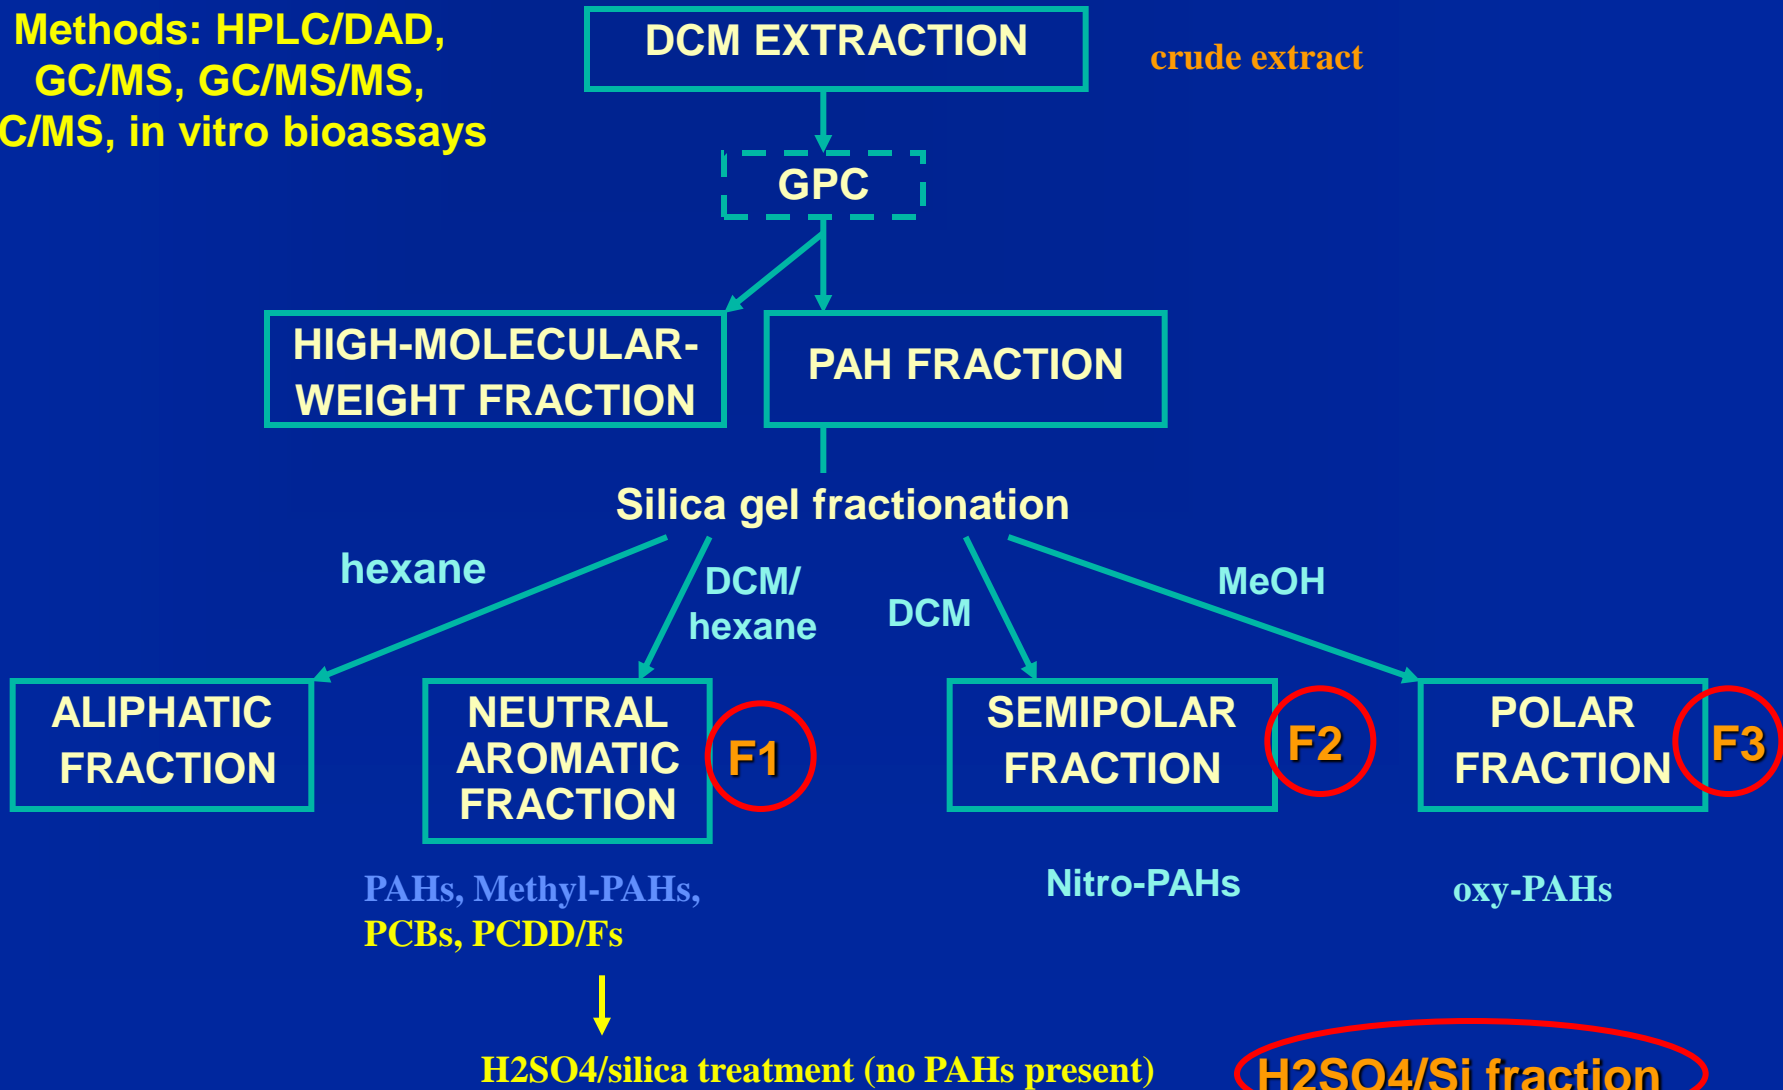 Methods: HPLC/DAD,
GC/MS, GC/MS/MS,
C/MS, in vitro bioassays
DCM EXTRACTION
crude extract
GPC
HIGH-MOLECULAR-
WEIGHT FRACTION
PAH FRACTION
Silica gel fractionation
hexane
DCM/
hexane
DCM
MeOH
ALIPHATIC
FRACTION
NEUTRAL
AROMATIC
FRACTION
F1
SEMIPOLAR
FRACTION
F2
POLAR
FRACTION
F3
PAHs, Methyl-PAHs,
PCBs, PCDD/Fs
Nitro-PAHs
oxy-PAHs
H2SO4/silica treatment (no PAHs present)
H2SO4/Si fraction